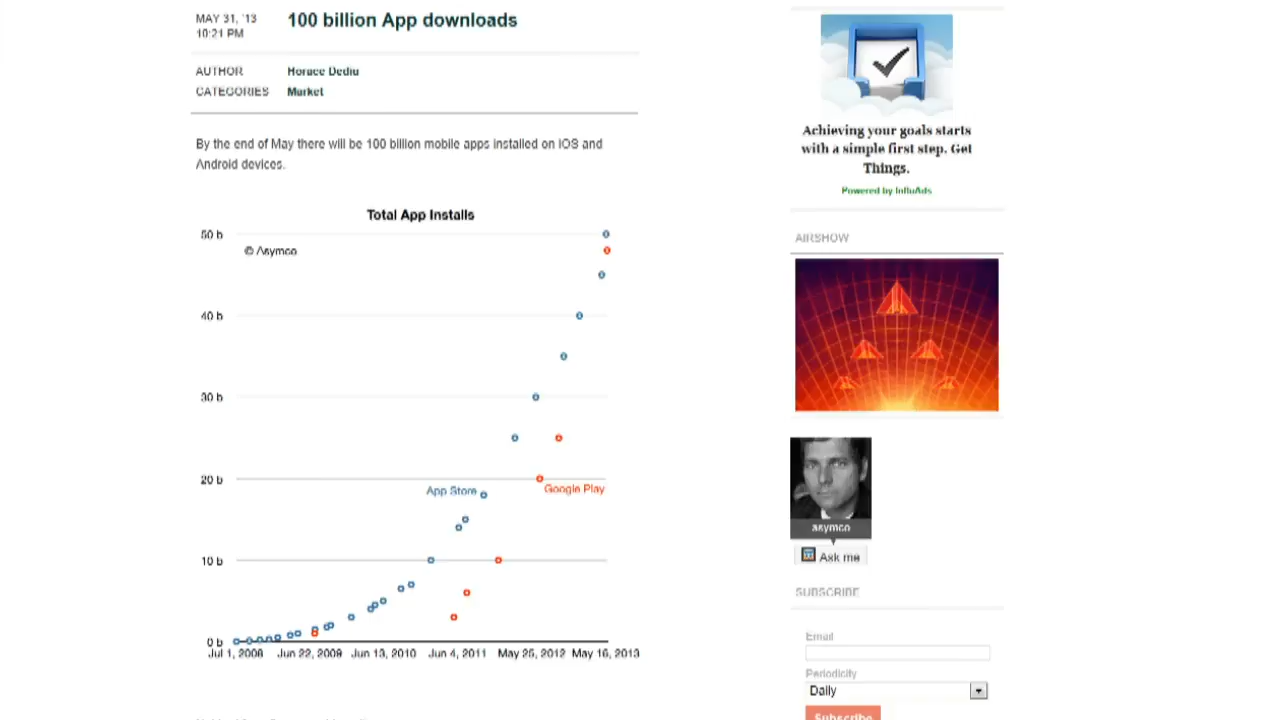 MAY 31, '13
10:21 PM
100 billion App downloads
AUTHOR
Horace Dediu
CATEGORIES
Market
By the end of May there will be 100 billion mobile apps installed on iOS and
Android devices.
Total App Installs
© Asymco
50 b
40 b
30 b
20 b
10 b
0 b
App Store
Google Play
Jul 1, 2008
Jun 22, 2009
Jun 13, 2010
Jun 4, 2011
May 25, 2012
May 16, 2013
Achieving your goals starts
with a simple first step. Get
Things.
Powered by InfluAds
AIRSHOW
asymco
Ask me
SUBSCRIBE
Email
Periodicity
Daily
Subscribe